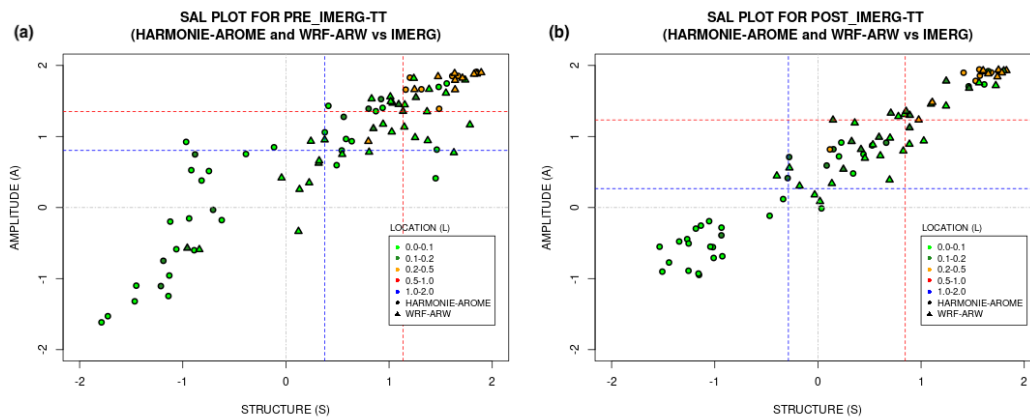 (a)
SAL PLOT FOR PRE_IMERG-TT
(HARMONIE-AROME and WRF-ARW vs IMERG)
AMPLITUDE (A)
2
1
0
-1
-2
-2
-1
0
1
2
STRUCTURE (S)
LOCATION (L)
0.0-0.1
0.1-0.2
0.2-0.5
0.5-1.0
1.0-2.0
HARMONIE-AROME
WRF-ARW
(b)
SAL PLOT FOR POST_IMERG-TT
(HARMONIE-AROME and WRF-ARW vs IMERG)
AMPLITUDE (A)
2
1
0
-1
-2
-2
-1
0
1
2
STRUCTURE (S)
LOCATION (L)
0.0-0.1
0.1-0.2
0.2-0.5
0.5-1.0
1.0-2.0
HARMONIE-AROME
WRF-ARW